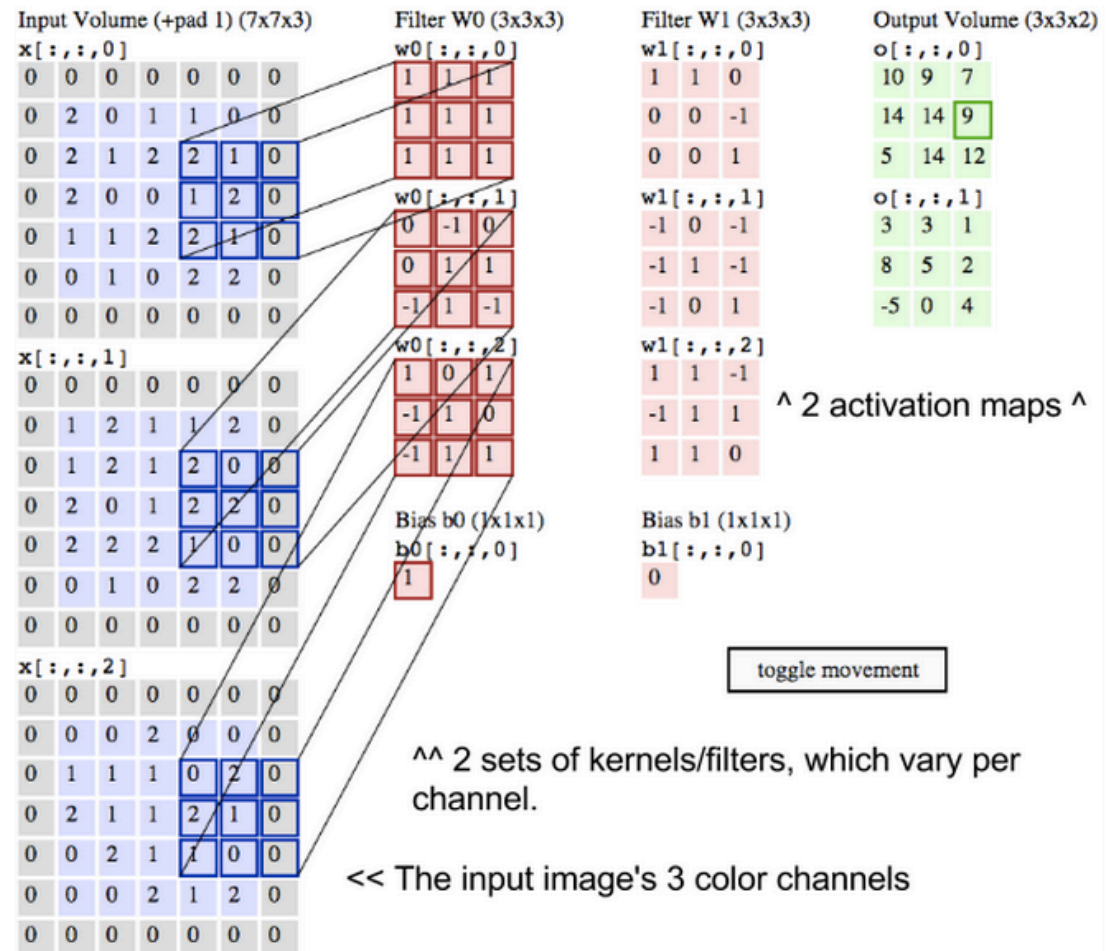 Input Volume (+pad 1) (7x7x3)
x[:,:,0]
0 0 0 0 0 0 0
0 2 0 1 1 0 0
0 2 1 2 2 1 0
0 2 0 0 1 2 0
0 1 1 2 2 1 0
0 0 1 0 2 2 0
0 0 0 0 0 0 0
x[:,:,1]
0 0 0 0 0 0 0
0 1 2 1 1 2 0
0 1 2 1 2 0 0
0 2 0 1 2 2 0
0 2 2 2 1 0 0
0 0 1 0 2 2 0
0 0 0 0 0 0 0
x[:,:,2]
0 0 0 0 0 0 0
0 0 0 2 0 0 0
0 1 1 1 0 2 0
0 2 1 1 2 1 0
0 0 2 1 1 0 0
0 0 0 2 1 2 0
0 0 0 0 0 0 0
Filter W0 (3x3x3)
w0[:,:,0]
1 1 1
1 1 1
1 1 1
w0[:,:,1]
0 -1 0
0 1 1
-1 1 -1
w0[:,:,2]
1 0 1
-1 1 0
-1 1 1
Bias b0 (1x1x1)
b0[:,:,0]
1
Filter W1 (3x3x3)
w1[:,:,0]
1 1 0
0 0 -1
0 0 1
w1[:,:,1]
-1 0 -1
-1 1 -1
-1 0 1
w1[:,:,2]
1 1 -1
-1 1 1
1 1 0
Bias b1 (1x1x1)
b1[:,:,0]
0
Output Volume (3x3x2)
o[:,:,0]
10 9 7
14 14 9
5 14 12
o[:,:,1]
3 3 1
8 5 2
-5 0 4
^ 2 activation maps ^
toggle movement
^^ 2 sets of kernels/filters, which vary per
channel.
<< The input image's 3 color channels